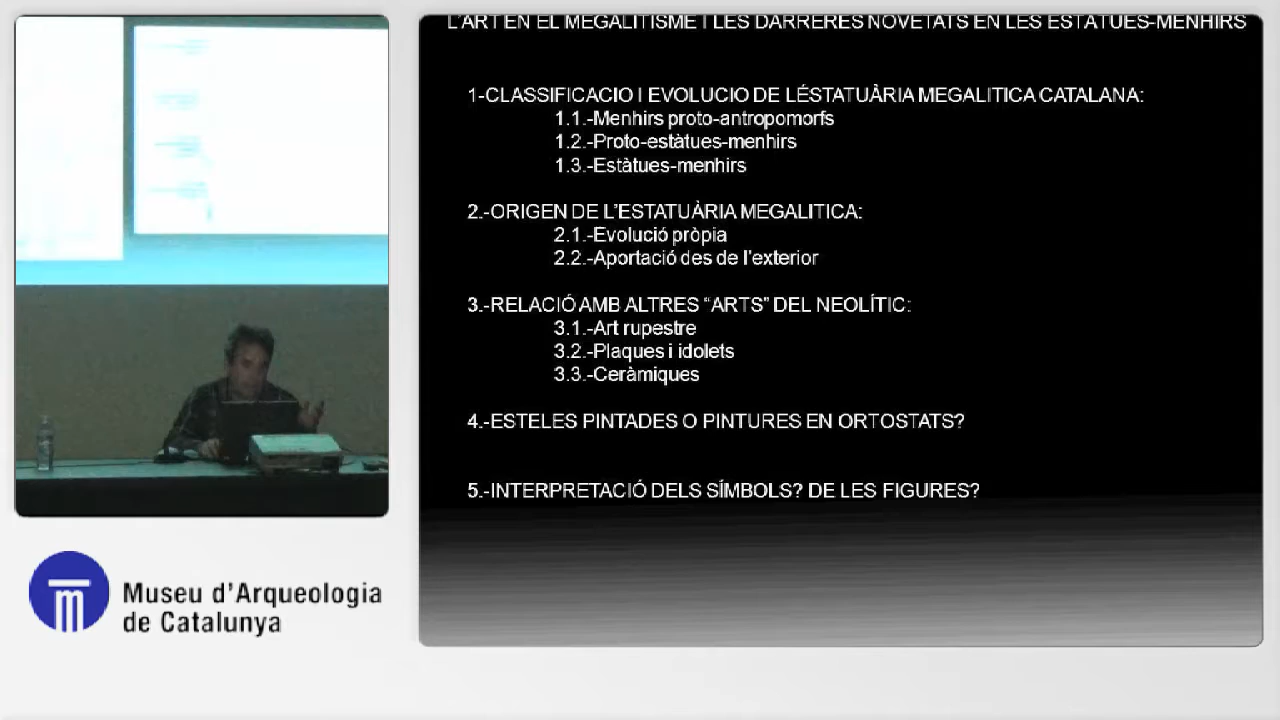 L'ART EN EL MEGALITISME I LES DARRERES NOVETATS EN LES ESTATUES-MENHIRS
1-CLASSIFICACIO I EVOLUCIO DE LÉSTATUÀRIA MEGALITICA CATALANA:
1.1.-Menhirs proto-antropomorfs
1.2.-Proto-estàtues-menhirs
1.3.-Estàtues-menhirs
2.-ORIGEN DE L'ESTATUÀRIA MEGALITICA:
2.1.-Evolució pròpia
2.2.-Aportació des de l'exterior
3.-RELACIÓ AMB ALTRES "ARTS" DEL NEOLÍTIC:
3.1.-Art rupestre
3.2.-Plaques i idolets
3.3.-Ceràmiques
4.-ESTELES PINTADES O PINTURES EN ORTOSTATS?
5.-INTERPRETACIÓ DELS SÍMBOLS? DE LES FIGURES?
Museu d'Arqueologia
de Catalunya